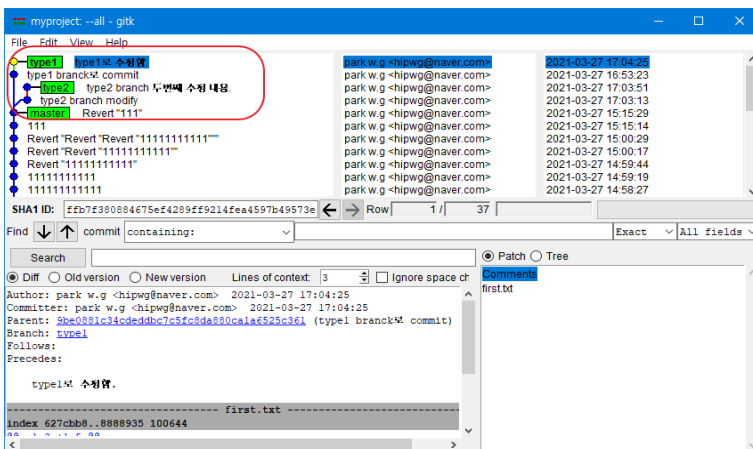 myproject: --all - gitk
File Edit View Help
type1 type1로 수정함 park w.g <hipwg@naver.com> 2021-03-27 17:04:25
type1 branck로 commit park w.g <hipwg@naver.com> 2021-03-27 16:53:23
type2 type2 branch 두번째 수정 내용. park w.g <hipwg@naver.com> 2021-03-27 17:03:51
type2 branch modify park w.g <hipwg@naver.com> 2021-03-27 17:03:13
master Revert "111" park w.g <hipwg@naver.com> 2021-03-27 15:15:29
111 park w.g <hipwg@naver.com> 2021-03-27 15:15:14
Revert "Revert "Revert "11111111111""" park w.g <hipwg@naver.com> 2021-03-27 15:00:29
Revert "Revert "11111111111"" park w.g <hipwg@naver.com> 2021-03-27 15:00:17
Revert "11111111111" park w.g <hipwg@naver.com> 2021-03-27 14:59:44
11111111111 park w.g <hipwg@naver.com> 2021-03-27 14:59:19
111111111111 park w.g <hipwg@naver.com> 2021-03-27 14:58:27
SHA1 ID: ffb7f380884675ef4289ff9214fea4597b49573e Row 1 / 37
Find commit containing: Exact All fields
Search Patch Tree
Diff Old version New version Lines of context: 3 Ignore space ch
Comments
first.txt
Author: park w.g <hipwg@naver.com> 2021-03-27 17:04:25
Committer: park w.g <hipwg@naver.com> 2021-03-27 17:04:25
Parent: 9be0881c34cdeddbc7c5fc8da880ca1a6525c361 (type1 branck로 commit)
Branch: type1
Follows:
Precedes:
type1로 수정함.
---------------------------------- first.txt ----------------------------
index 627cbb8..8888935 100644